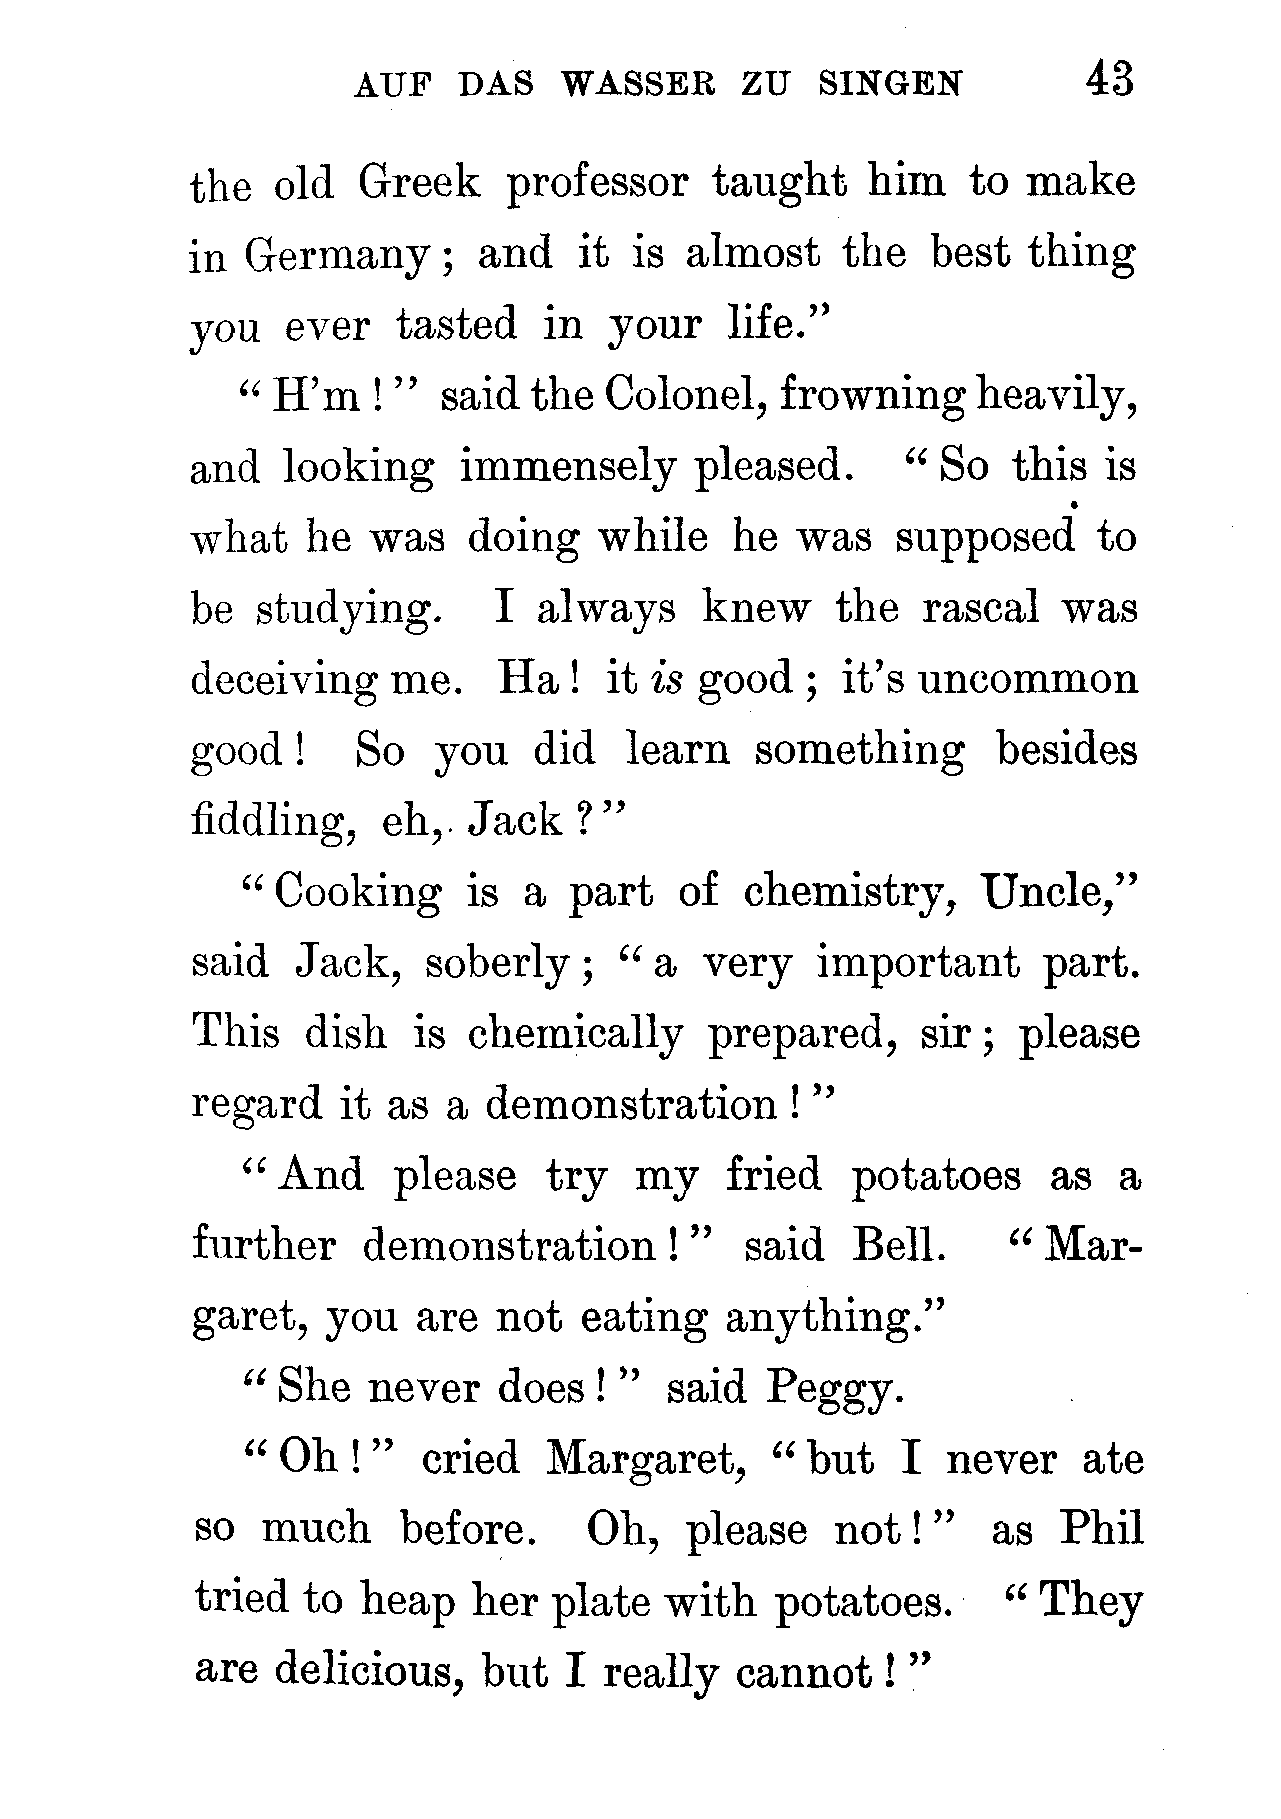 AUF DAS WASSER ZU SINGEN 43
the old Greek professor taught him to make
in Germany ; and it is almost the best thing
you ever tasted in your life.”
“ H’m ! ” said the Colonel, frowning heavily,
and looking immensely pleased. “ So this is
what he was doing while he was supposed to
be studying. I always knew the rascal was
deceiving me. Ha ! it is good ; it’s uncommon
good ! So you did learn something besides
fiddling, eh, Jack ? ”
“ Cooking is a part of chemistry, Uncle,”
said Jack, soberly ; “ a very important part.
This dish is chemically prepared, sir ; please
regard it as a demonstration ! ”
“ And please try my fried potatoes as a
further demonstration ! ” said Bell. “ Mar-
garet, you are not eating anything.”
“ She never does ! ” said Peggy.
“ Oh ! ” cried Margaret, “ but I never ate
so much before. Oh, please not ! ” as Phil
tried to heap her plate with potatoes. “ They
are delicious, but I really cannot ! ”